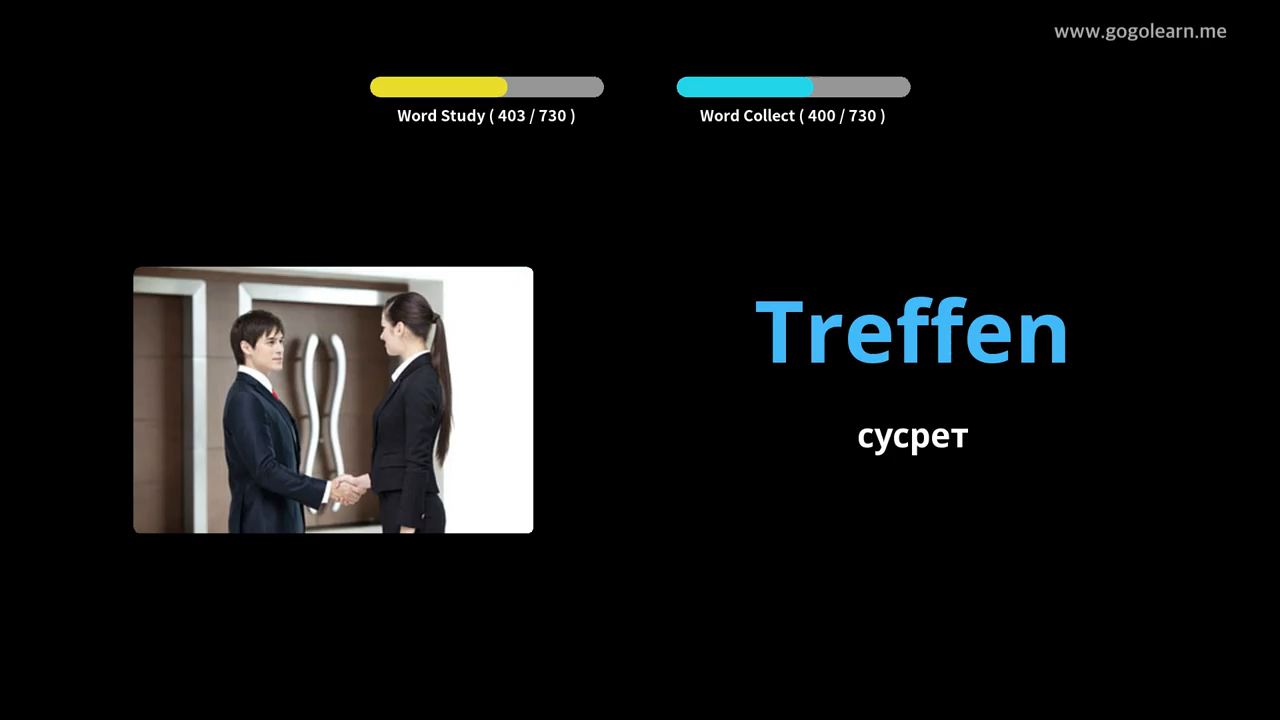 www.gogolearn.me
Word Study ( 403 / 730 )
Word Collect ( 400 / 730 )
Treffen
сусрет